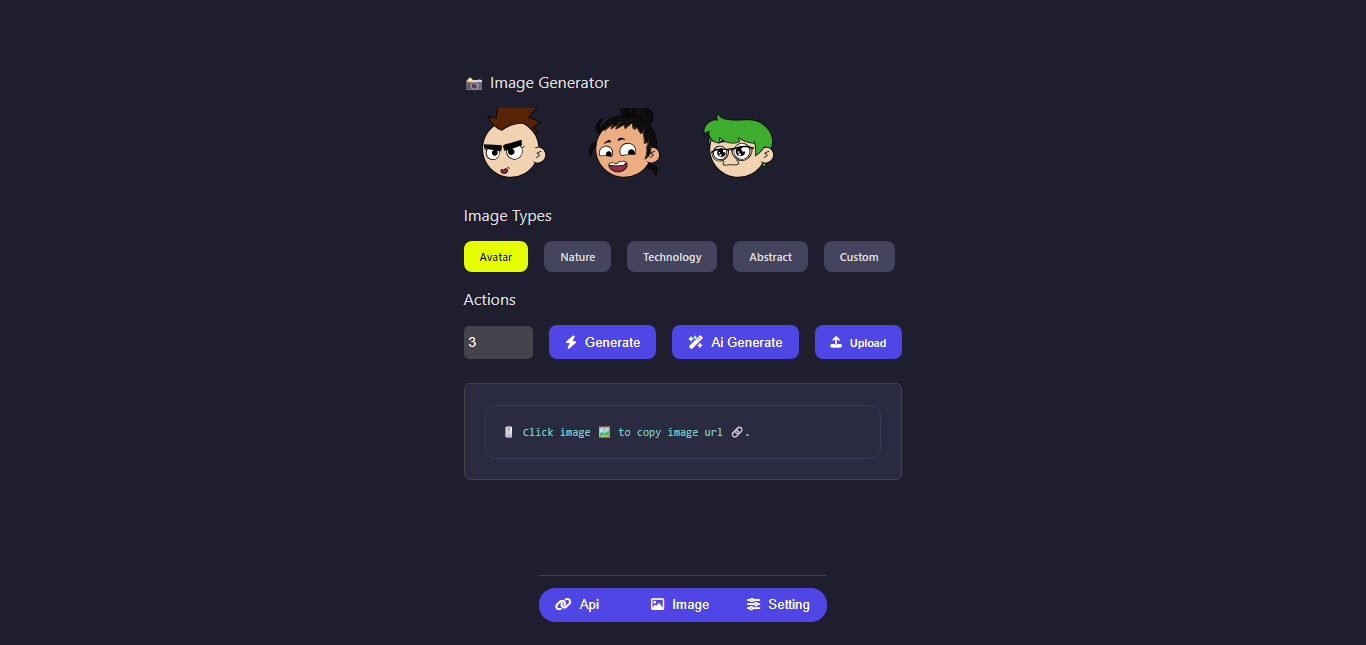 📷 Image Generator
Image Types
Avatar Nature Technology Abstract Custom
Actions
3 Generate Ai Generate Upload
🖱️ Click image 🖼️ to copy image url 🔗.
Api Image Setting